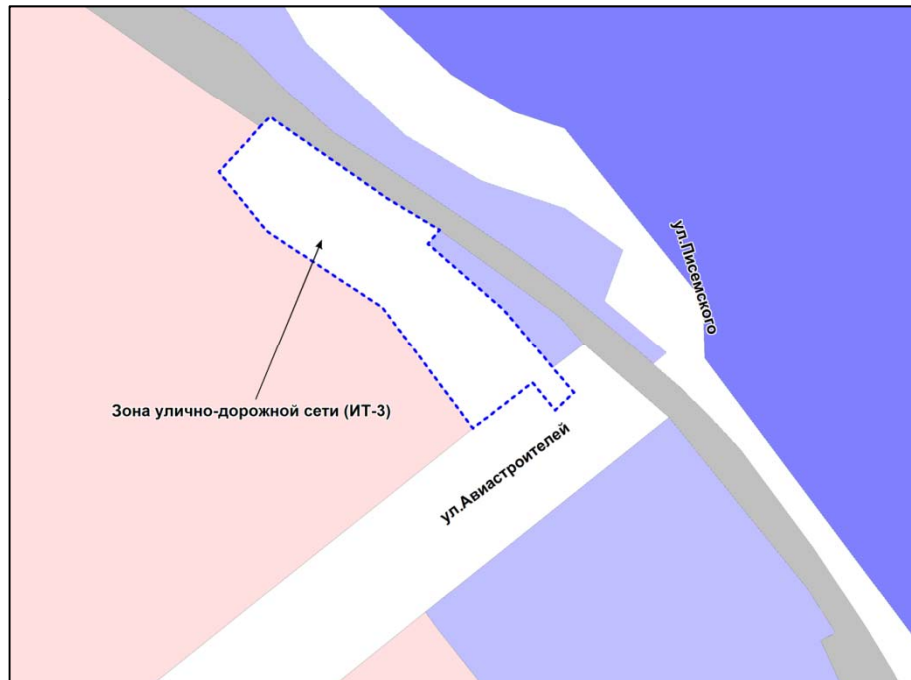 ул.Писемского
Зона улично-дорожной сети (ИТ-3)
ул.Авиастроителей